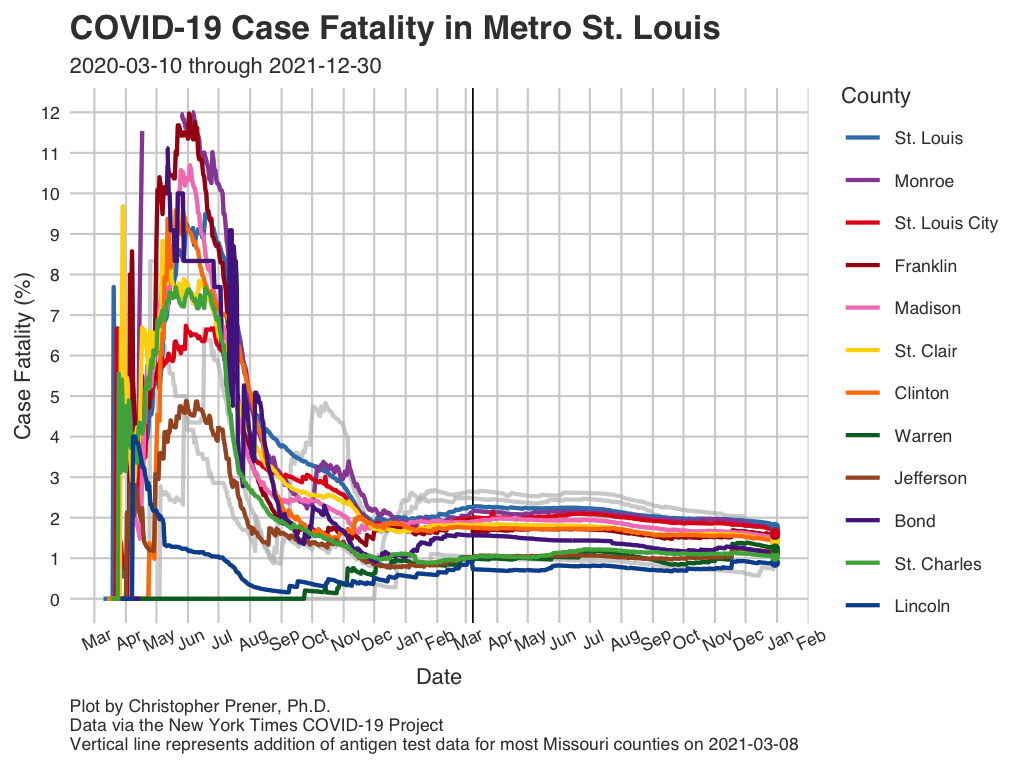 COVID-19 Case Fatality in Metro St. Louis
2020-03-10 through 2021-12-30
Case Fatality (%)
12
11
10
9
8
7
6
5
4
3
2
1
0
Mar Apr May Jun Jul Aug Sep Oct Nov Dec Jan Feb Mar Apr May Jun Jul Aug Sep Oct Nov Dec Jan Feb
Date
County
St. Louis
Monroe
St. Louis City
Franklin
Madison
St. Clair
Clinton
Warren
Jefferson
Bond
St. Charles
Lincoln
Plot by Christopher Prener, Ph.D.
Data via the New York Times COVID-19 Project
Vertical line represents addition of antigen test data for most Missouri counties on 2021-03-08